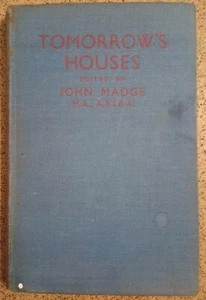 TOMORROW'S
HOUSES
EDITED BY
JOHN MADGE
M.A., A.R.I.B.A.